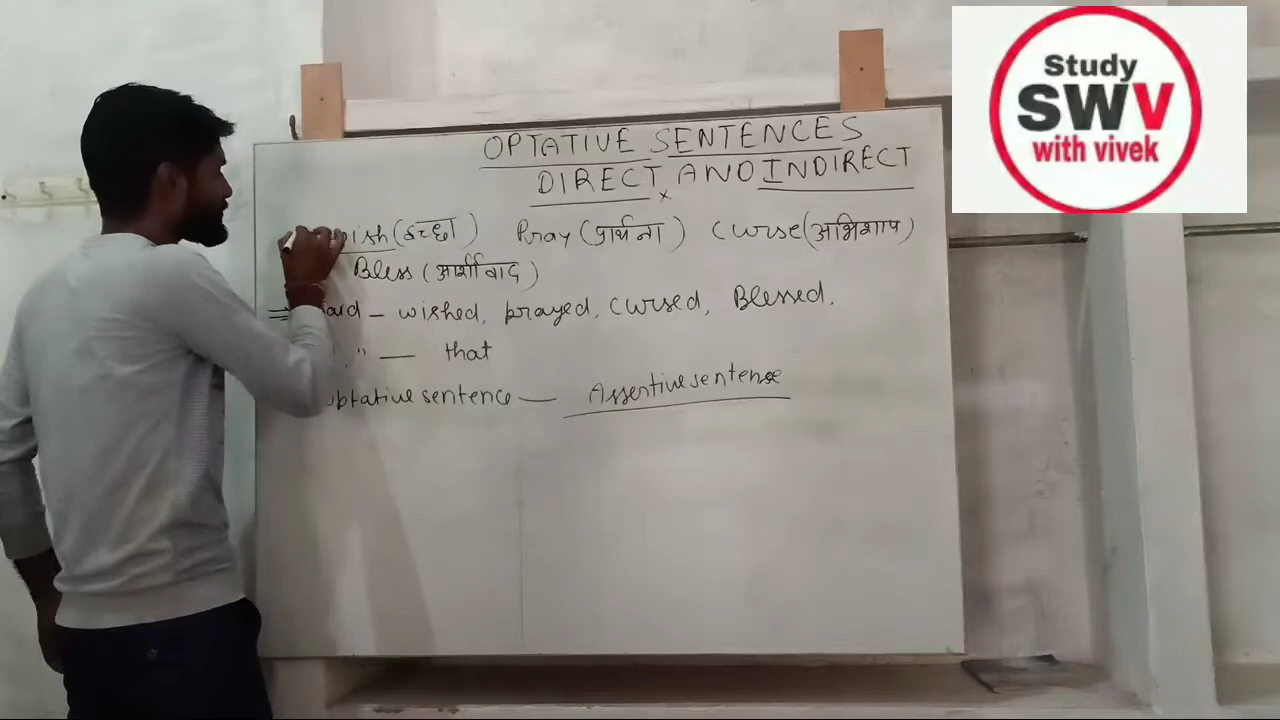 OPTATIVE SENTENCES
DIRECT AND INDIRECT
wish (इच्छा) Pray (प्रार्थना) Curse (अभिशाप)
Bless (आर्शीवाद)
⇒ said - wished, prayed, cursed, Blessed.
" — that
optative sentence — Assertive sentence
Study
SWV
with vivek